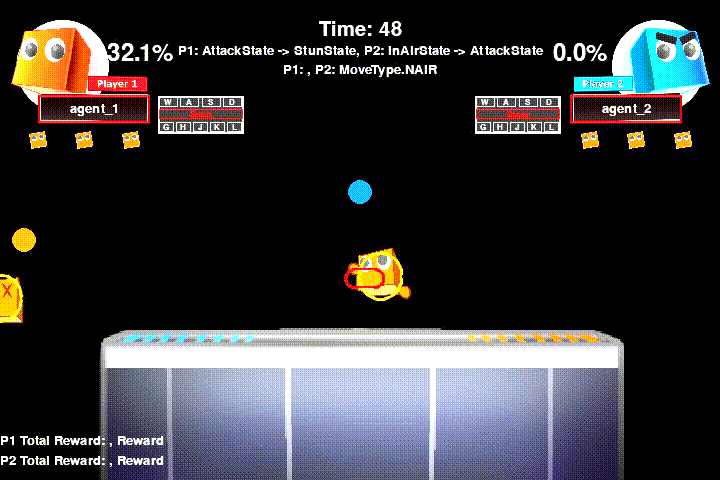 Time: 48
32.1%
P1: AttackState -> StunState, P2: InAirState -> AttackState
0.0%
P1: , P2: MoveType.NAIR
Player 1
Player 2
agent_1
W A S D
G H J K L
W A S D
G H J K L
agent_2
P1 Total Reward: , Reward
P2 Total Reward: , Reward